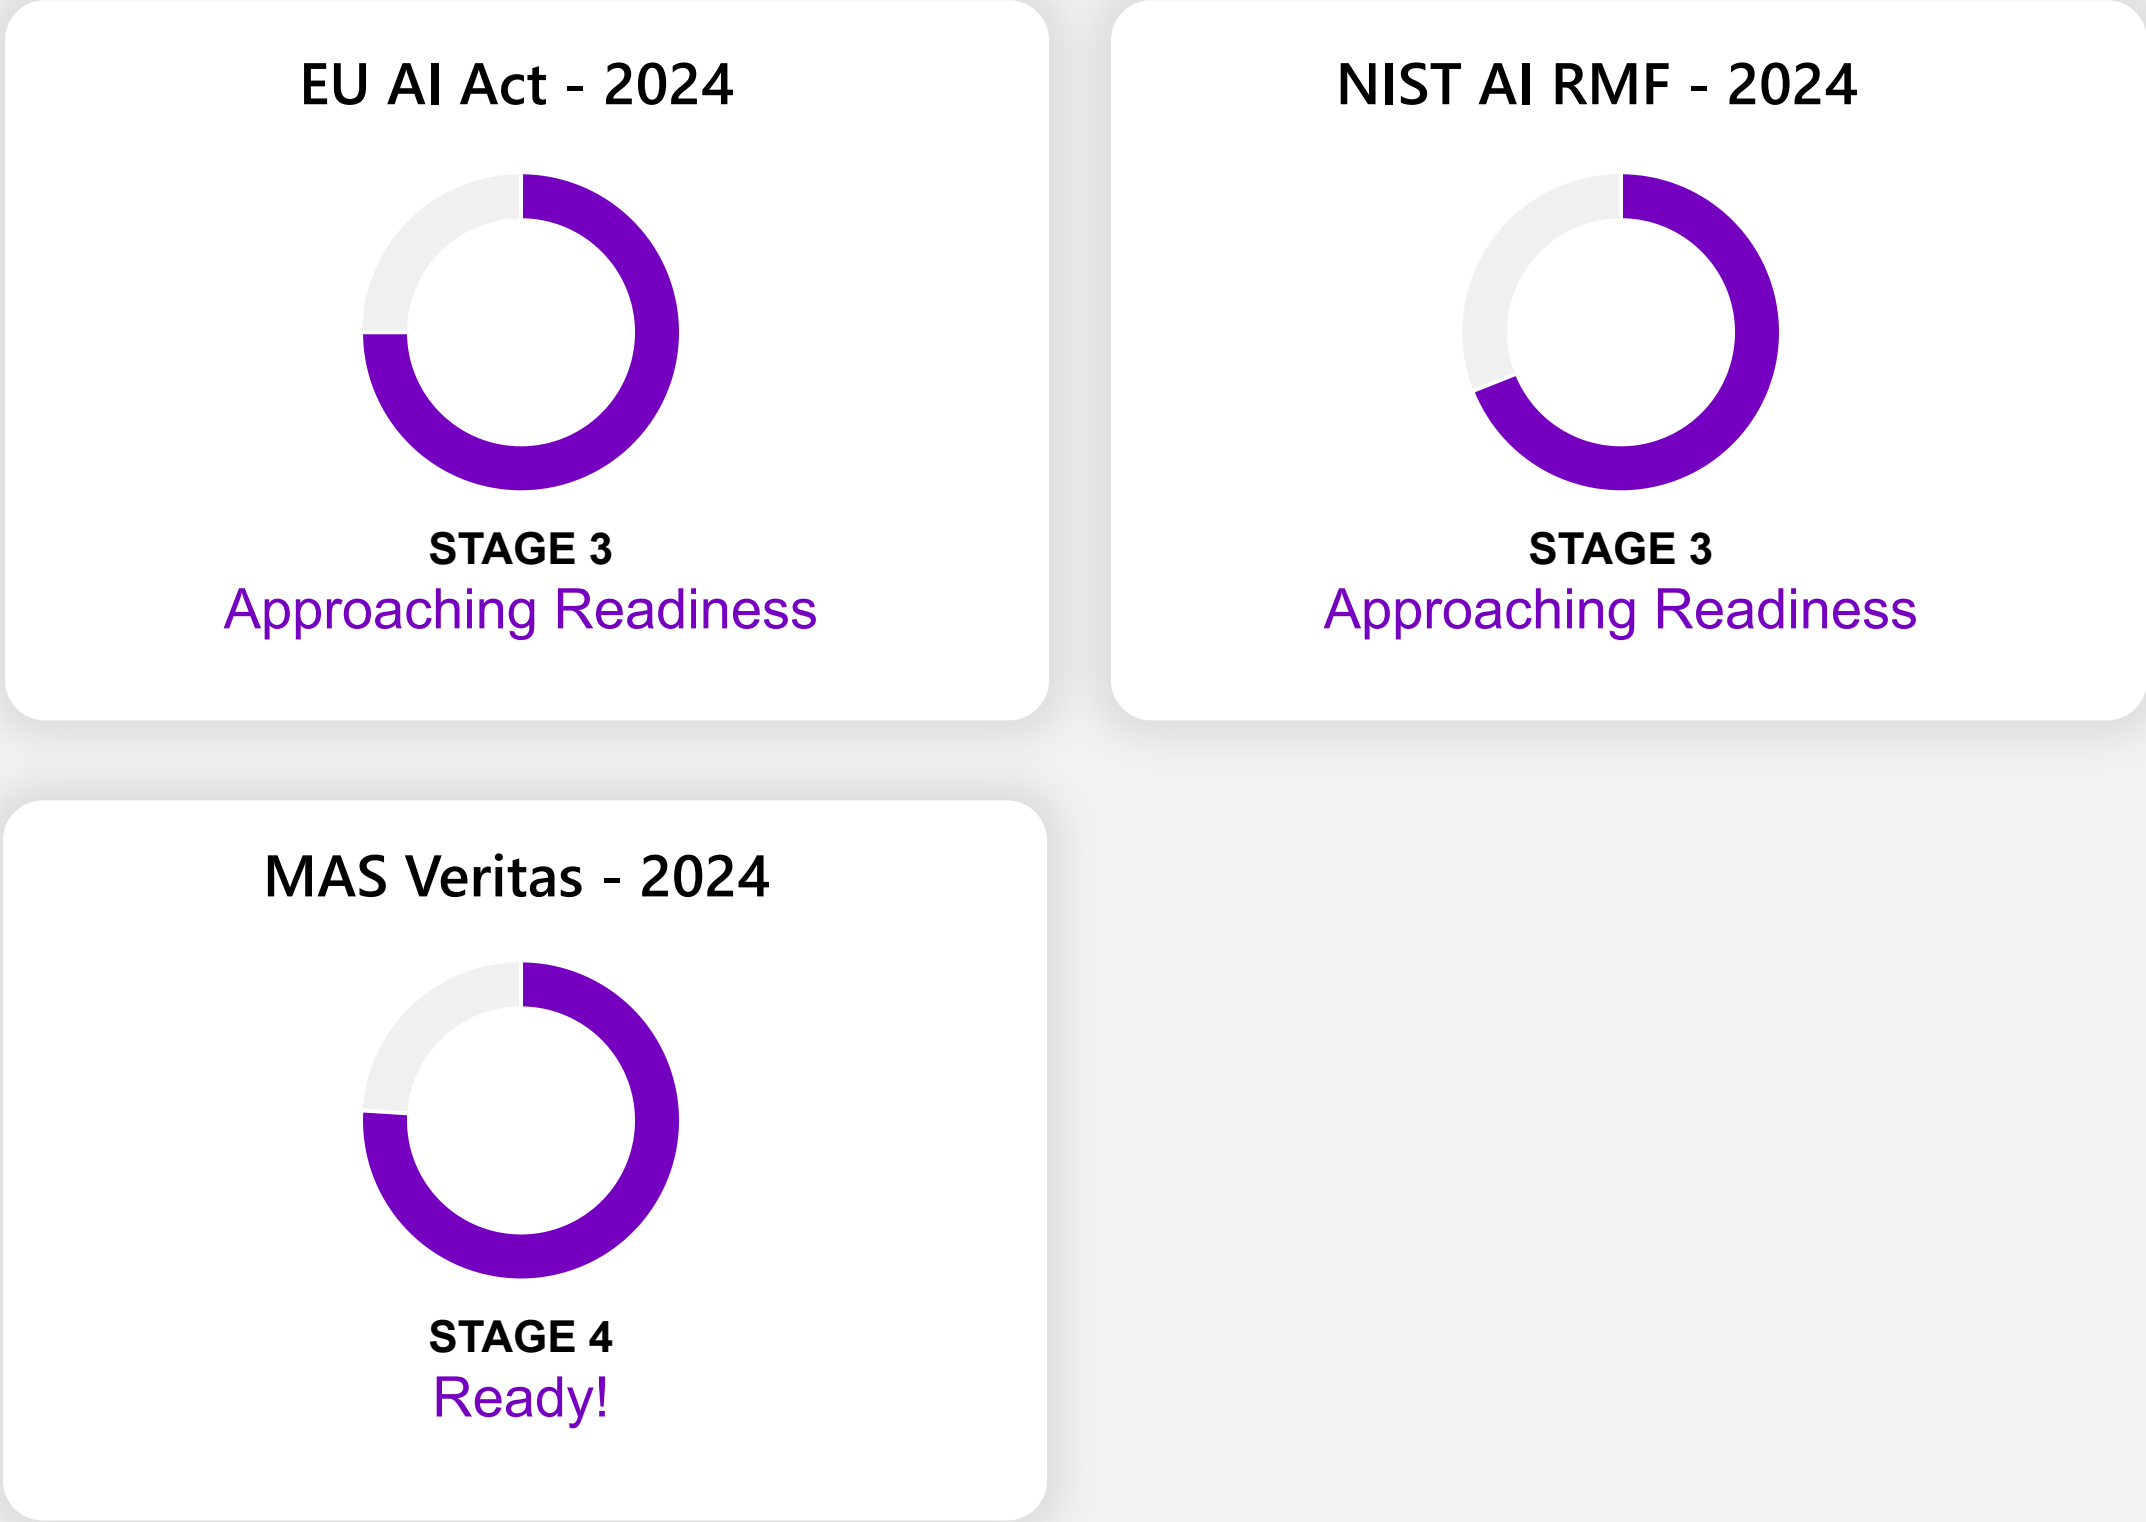 EU AI Act - 2024
STAGE 3
Approaching Readiness
NIST AI RMF - 2024
STAGE 3
Approaching Readiness
MAS Veritas - 2024
STAGE 4
Ready!